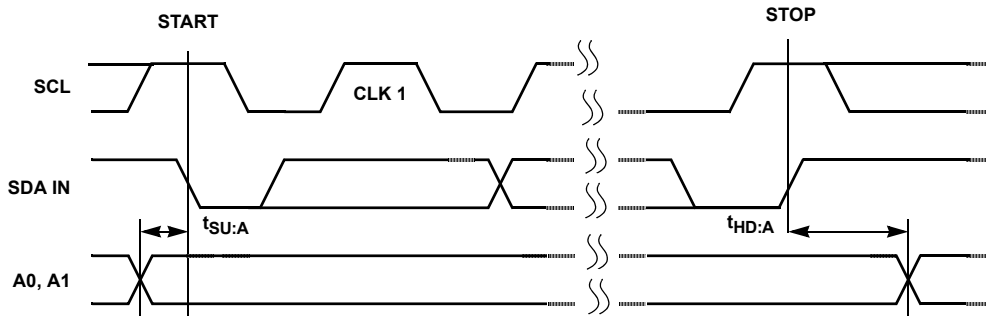 START
STOP
SCL
CLK 1
SDA IN
tSU:A
tHD:A
A0, A1